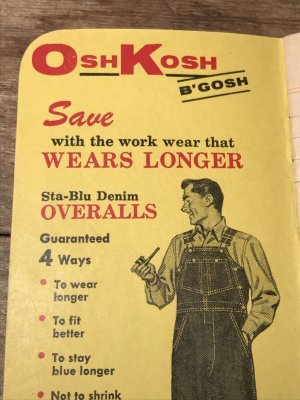 OSHKOSH
B'GOSH
Save
with the work wear that
WEARS LONGER
Sta-Blu Denim
OVERALLS
Guaranteed
4 Ways
• To wear
longer
• To fit
better
• To stay
blue longer
• Not to shrink